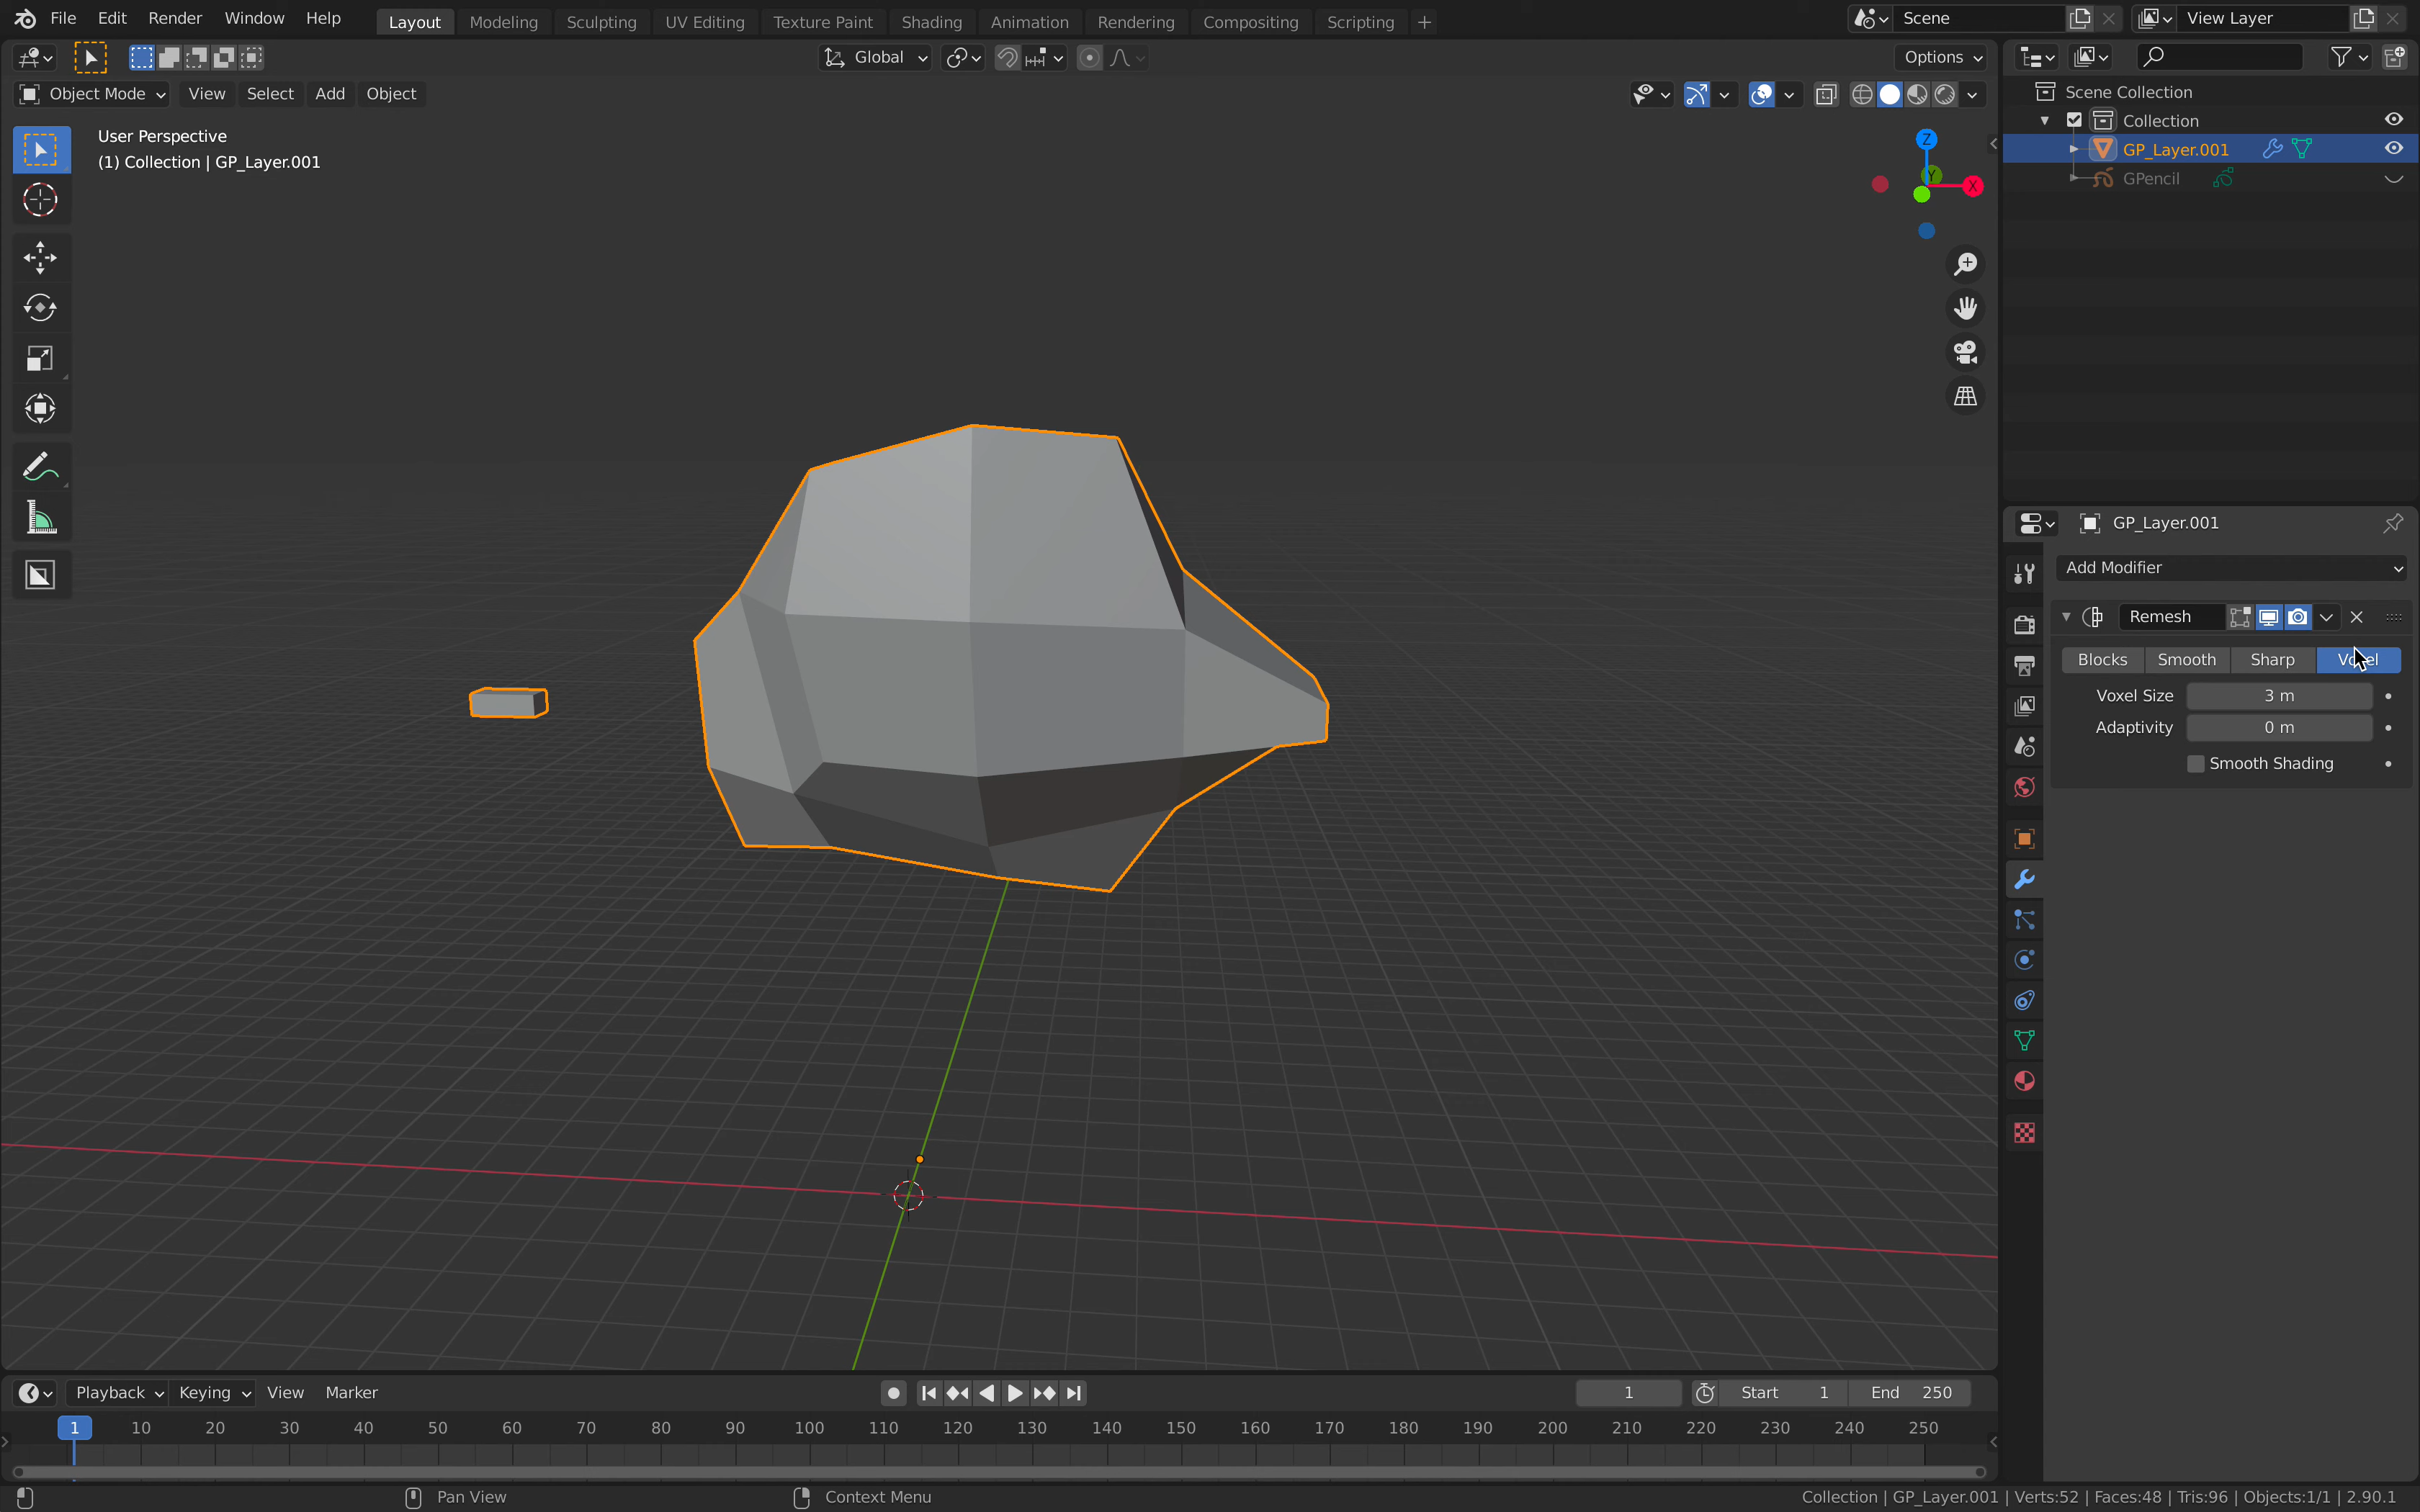 File Edit Render Window Help Layout Modeling Sculpting UV Editing Texture Paint Shading Animation Rendering Compositing Scripting + Scene View Layer
Global Options
Object Mode View Select Add Object
User Perspective
(1) Collection | GP_Layer.001
Z
Y
X
Scene Collection
Collection
GP_Layer.001
GPencil
GP_Layer.001
Add Modifier
Remesh
Blocks Smooth Sharp
Voxel Size 3 m
Adaptivity 0 m
Smooth Shading
Playback Keying View Marker 1 Start 1 End 250
1 10 20 30 40 50 60 70 80 90 100 110 120 130 140 150 160 170 180 190 200 210 220 230 240 250
Pan View Context Menu Collection | GP_Layer.001 | Verts:52 | Faces:48 | Tris:96 | Objects:1/1 | 2.90.1